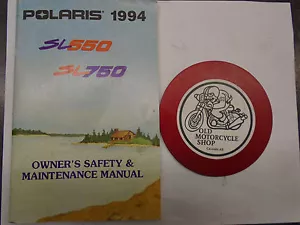 POLARIS 1994
SL650
SL750
OWNER'S SAFETY &
MAINTENANCE MANUAL
OLD
MOTORCYCLE
SHOP